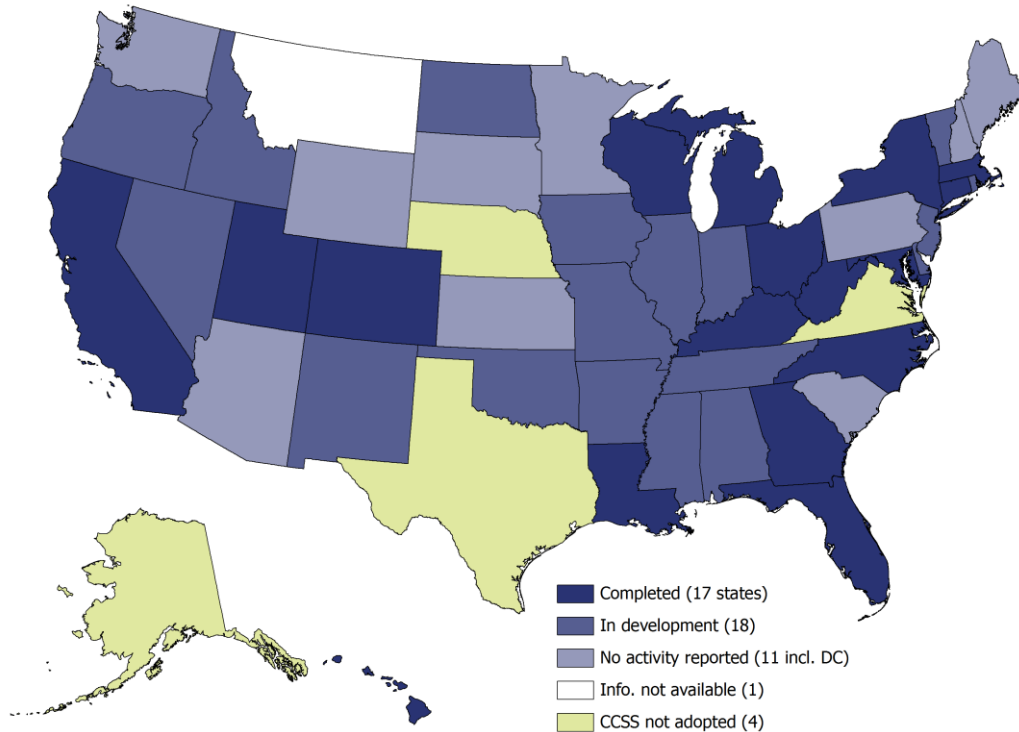 Completed (17 states)
In development (18)
No activity reported (11 incl. DC)
Info. not available (1)
CCSS not adopted (4)